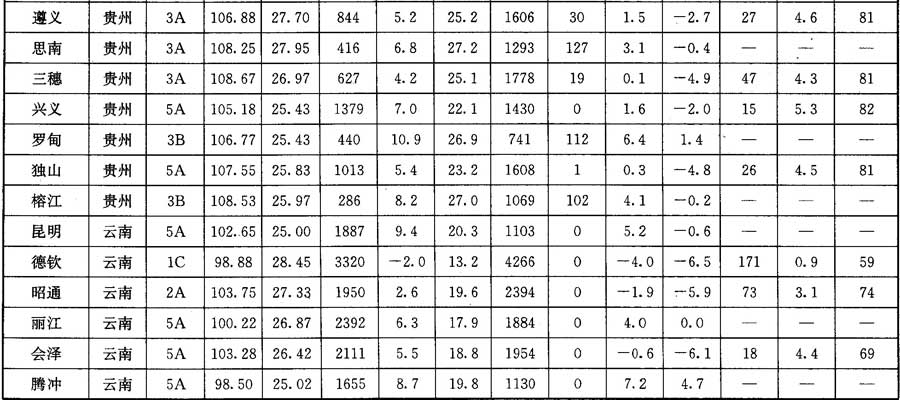 遵义 贵州 3A 106.88 27.70 844 5.2 25.2 1606 30 1.5 −2.7 27 4.6 81
思南 贵州 3A 108.25 27.95 416 6.8 27.2 1293 127 3.1 −0.4 — — —
三穗 贵州 3A 108.67 26.97 627 4.2 25.1 1778 19 0.1 −4.9 47 4.3 81
兴义 贵州 5A 105.18 25.43 1379 7.0 22.1 1430 0 1.6 −2.0 15 5.3 82
罗甸 贵州 3B 106.77 25.43 440 10.9 26.9 741 112 6.4 1.4 — — —
独山 贵州 5A 107.55 25.83 1013 5.4 23.2 1608 1 0.3 −4.8 26 4.5 81
榕江 贵州 3B 108.53 25.97 286 8.2 27.0 1069 102 4.1 −0.2 — — —
昆明 云南 5A 102.65 25.00 1887 9.4 20.3 1103 0 5.2 −0.6 — — —
德钦 云南 1C 98.88 28.45 3320 −2.0 13.2 4266 0 −4.0 −6.5 171 0.9 59
昭通 云南 2A 103.75 27.33 1950 2.6 19.6 2394 0 −1.9 −5.9 73 3.1 74
丽江 云南 5A 100.22 26.87 2392 6.3 17.9 1884 0 4.0 0.0 — — —
会泽 云南 5A 103.28 26.42 2111 5.5 18.8 1954 0 −0.6 −6.1 18 4.4 69
腾冲 云南 5A 98.50 25.02 1655 8.7 19.8 1130 0 7.2 4.7 — — —